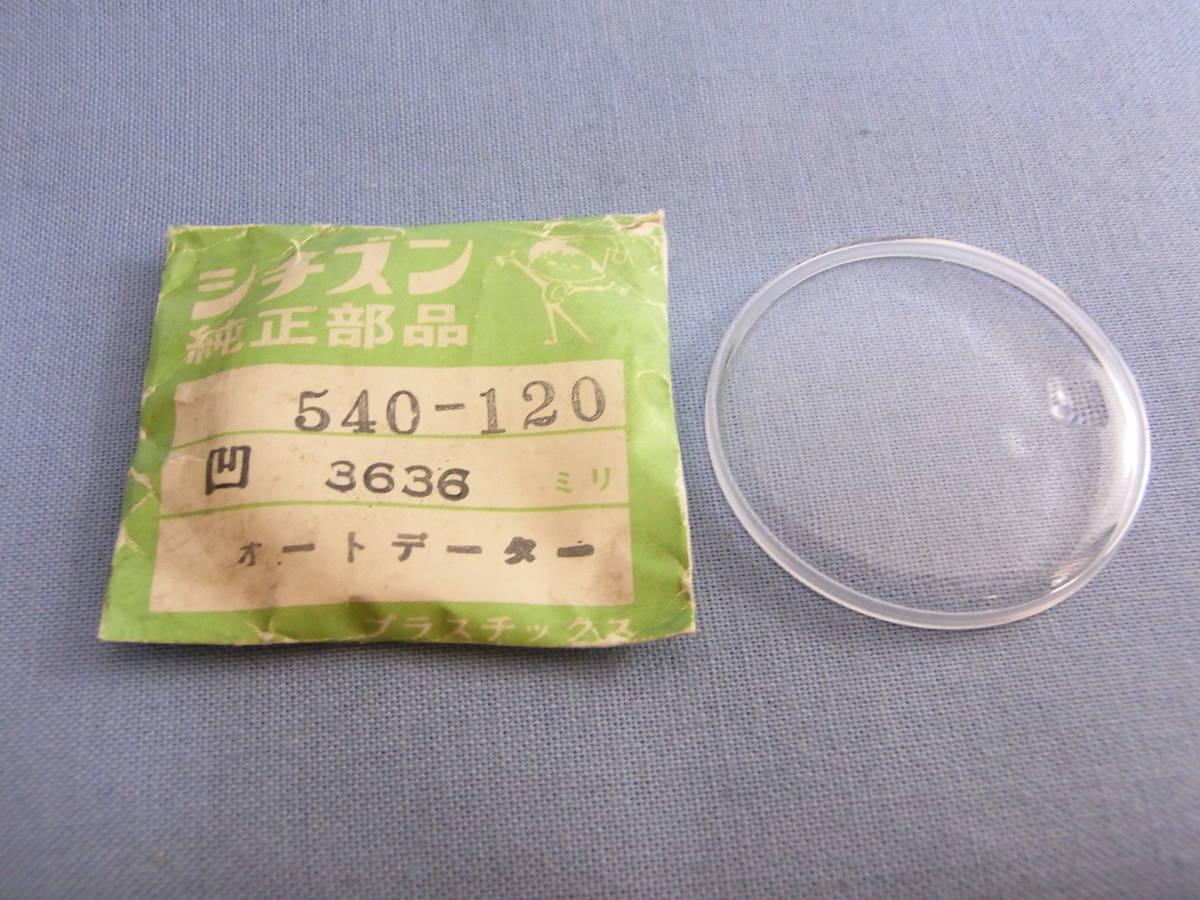 シチズン
純正部品
540-120
凹 3636 ミリ
オートデーター
プラスチックス